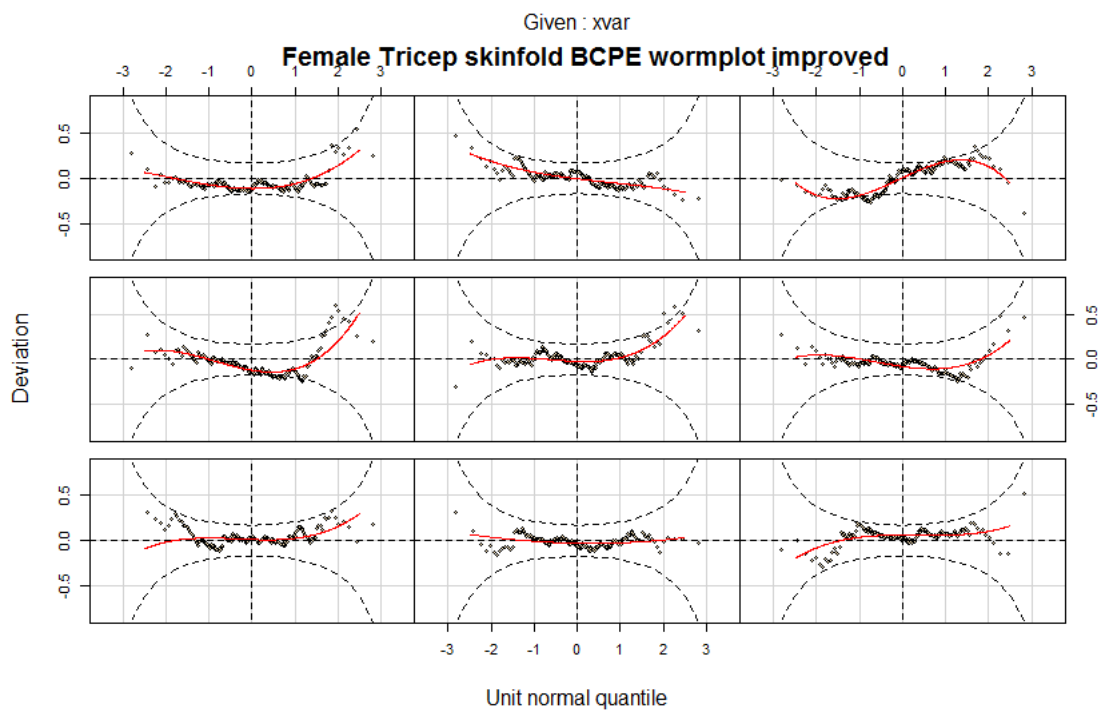 Given : xvar
Female Tricep skinfold BCPE wormplot improved
-3 -2 -1 0 1 2 3 -3 -2 -1 0 1 2 3
0.5
0.0
-0.5
0.5
0.0
-0.5
Deviation
0.5
0.0
-0.5
-3 -2 -1 0 1 2 3
Unit normal quantile